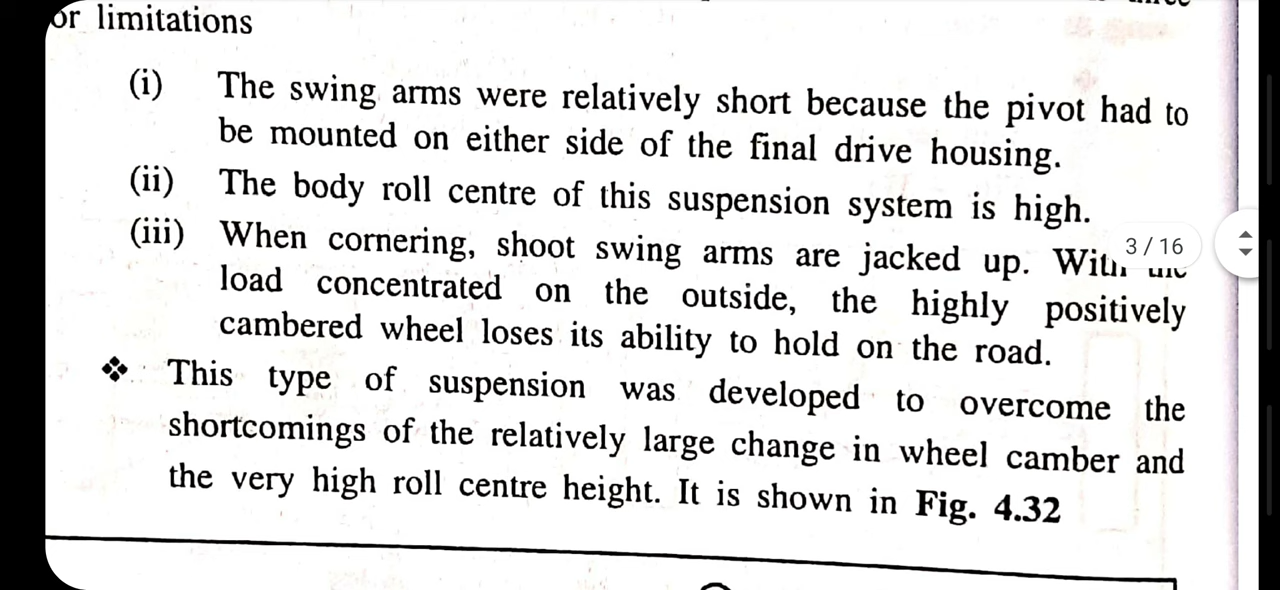 or limitations
(i) The swing arms were relatively short because the pivot had to
be mounted on either side of the final drive housing.
(ii) The body roll centre of this suspension system is high.
(iii) When cornering, shoot swing arms are jacked up. With the
3 / 16
load concentrated on the outside, the highly positively
cambered wheel loses its ability to hold on the road.
❖ This type of suspension was developed to overcome the
shortcomings of the relatively large change in wheel camber and
the very high roll centre height. It is shown in Fig. 4.32